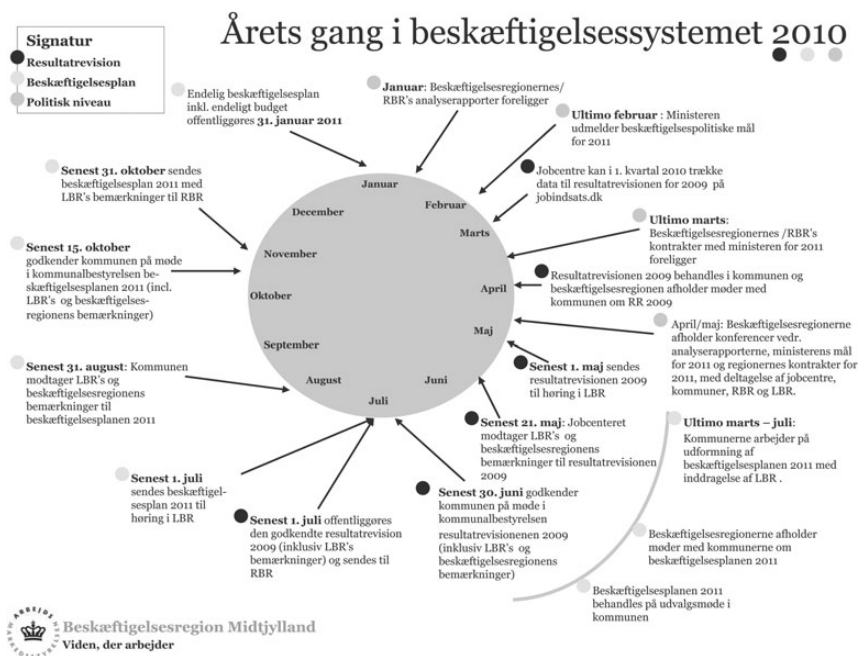 Årets gang i beskæftigelsessystemet 2010
Signatur
Resultatrevision
Beskæftigelsesplan
Politisk niveau
Endelig beskæftigelsesplan
inkl. endeligt budget
offentliggøres 31. januar 2011
Januar: Beskæftigelsesregionernes/
RBR's analyserapporter foreligger
Ultimo februar : Ministeren
udmelder beskæftigelsespolitiske mål
for 2011
Jobcentre kan i 1. kvartal 2010 trække
data til resultatrevisionen for 2009 på
jobindsats.dk
Ultimo marts:
Beskæftigelsesregionernes /RBR's
kontrakter med ministeren for 2011
foreligger
Resultatrevisionen 2009 behandles i kommunen og
beskæftigelsesregionen afholder møder med
kommunen om RR 2009
April/maj: Beskæftigelsesregionerne
afholder konferencer vedr.
analyserapporterne, ministerens mål
for 2011 og regionernes kontrakter for
2011, med deltagelse af jobcentre,
kommuner, RBR og LBR.
Senest 1. maj sendes
resultatrevisionen 2009
til høring i LBR
Senest 21. maj: Jobcenteret
modtager LBR's og
beskæftigelsesregionens
bemærkninger til resultatrevisionen
2009
Ultimo marts – juli:
Kommunerne arbejder på
udformning af
beskæftigelsesplanen 2011 med
inddragelse af LBR .
Beskæftigelsesregionerne afholder
møder med kommunerne om
beskæftigelsesplanen 2011
Beskæftigelsesplanen 2011
behandles på udvalgsmøde i
kommunen
Senest 30. juni godkender
kommunen på møde i
kommunalbestyrelsen
resultatrevisionenen 2009
(inklusiv LBR's og
beskæftigelsesregionens
bemærkninger)
Senest 1. juli offentliggøres
den godkendte resultatrevision
2009 (inklusiv LBR's
bemærkninger) og sendes til
RBR
Senest 1. juli
sendes beskæftigel-
sesplan 2011 til
høring i LBR
Senest 31. august: Kommunen
modtager LBR's og
beskæftigelsesregionens
bemærkninger til
beskæftigelsesplanen 2011
Senest 15. oktober
godkender kommunen på møde
i kommunalbestyrelsen be-
skæftigelsesplanen 2011 (incl.
LBR's og beskæftigelses-
regionens bemærkninger)
Senest 31. oktober sendes
beskæftigelsesplan 2011 med
LBR's bemærkninger til RBR
Januar
Februar
Marts
April
Maj
Juni
Juli
August
September
Oktober
November
December
Beskæftigelsesregion Midtjylland
Viden, der arbejder